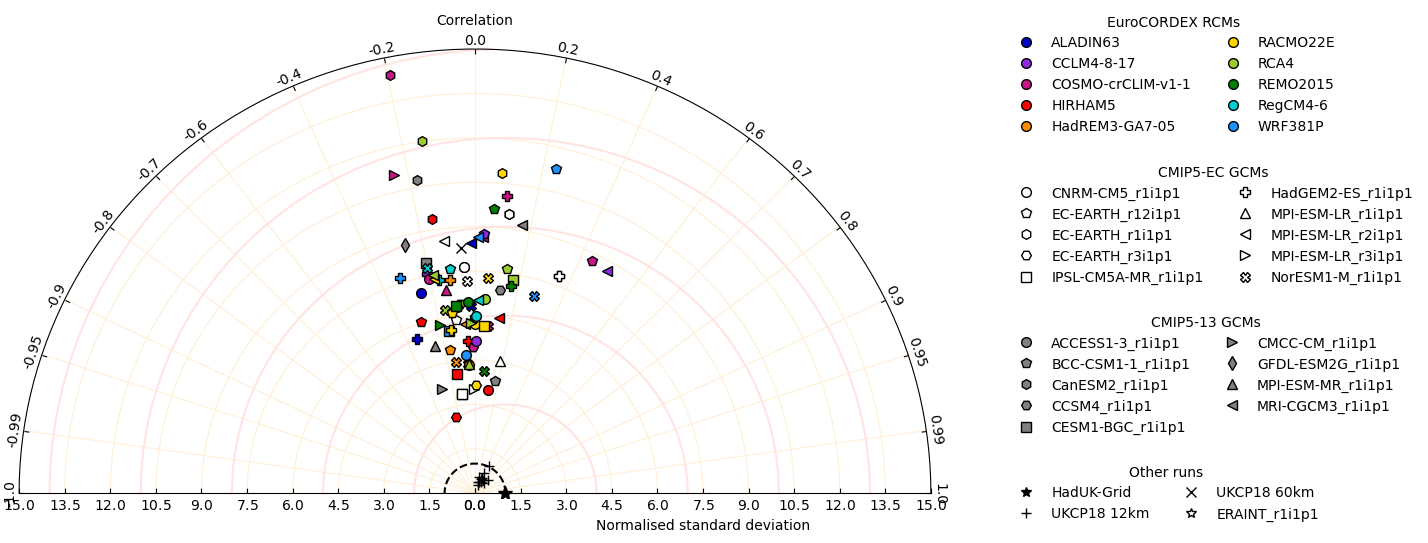 Correlation
0.0
-0.2
0.2
-0.4
0.4
-0.6
0.6
-0.7
0.7
-0.8
0.8
-0.9
0.9
-0.95
0.95
-0.99
0.99
-1.0
1.0
15.0 13.5 12.0 10.5 9.0 7.5 6.0 4.5 3.0 1.5 0.0 1.5 3.0 4.5 6.0 7.5 9.0 10.5 12.0 13.5 15.0
Normalised standard deviation
EuroCORDEX RCMs
ALADIN63 RACMO22E
CCLM4-8-17 RCA4
COSMO-crCLIM-v1-1 REMO2015
HIRHAM5 RegCM4-6
HadREM3-GA7-05 WRF381P
CMIP5-EC GCMs
CNRM-CM5_r1i1p1 HadGEM2-ES_r1i1p1
EC-EARTH_r12i1p1 MPI-ESM-LR_r1i1p1
EC-EARTH_r1i1p1 MPI-ESM-LR_r2i1p1
EC-EARTH_r3i1p1 MPI-ESM-LR_r3i1p1
IPSL-CM5A-MR_r1i1p1 NorESM1-M_r1i1p1
CMIP5-13 GCMs
ACCESS1-3_r1i1p1 CMCC-CM_r1i1p1
BCC-CSM1-1_r1i1p1 GFDL-ESM2G_r1i1p1
CanESM2_r1i1p1 MPI-ESM-MR_r1i1p1
CCSM4_r1i1p1 MRI-CGCM3_r1i1p1
CESM1-BGC_r1i1p1
Other runs
HadUK-Grid UKCP18 60km
UKCP18 12km ERAINT_r1i1p1